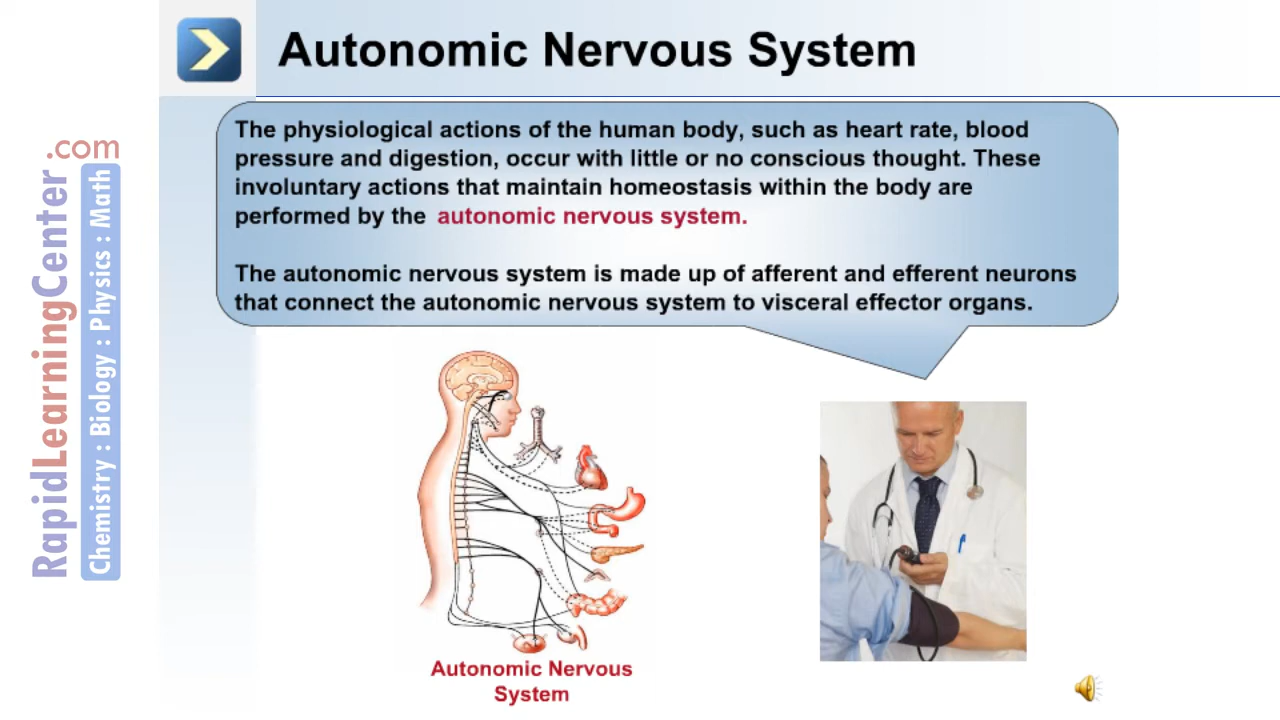 Autonomic Nervous System
The physiological actions of the human body, such as heart rate, blood
pressure and digestion, occur with little or no conscious thought. These
involuntary actions that maintain homeostasis within the body are
performed by the autonomic nervous system.
The autonomic nervous system is made up of afferent and efferent neurons
that connect the autonomic nervous system to visceral effector organs.
Autonomic Nervous
System
RapidLearningCenter.com
Chemistry : Biology : Physics : Math